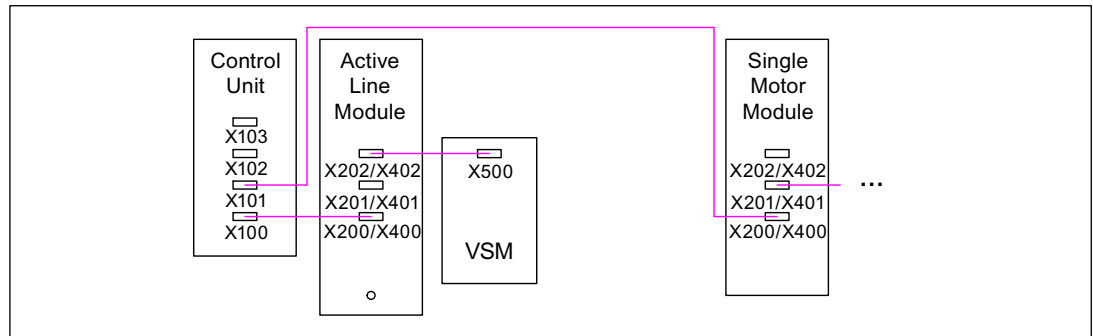 Control
Unit
X103
X102
X101
X100
Active
Line
Module
X202/X402
X201/X401
X200/X400
X500
VSM
Single
Motor
Module
X202/X402
X201/X401
X200/X400
...